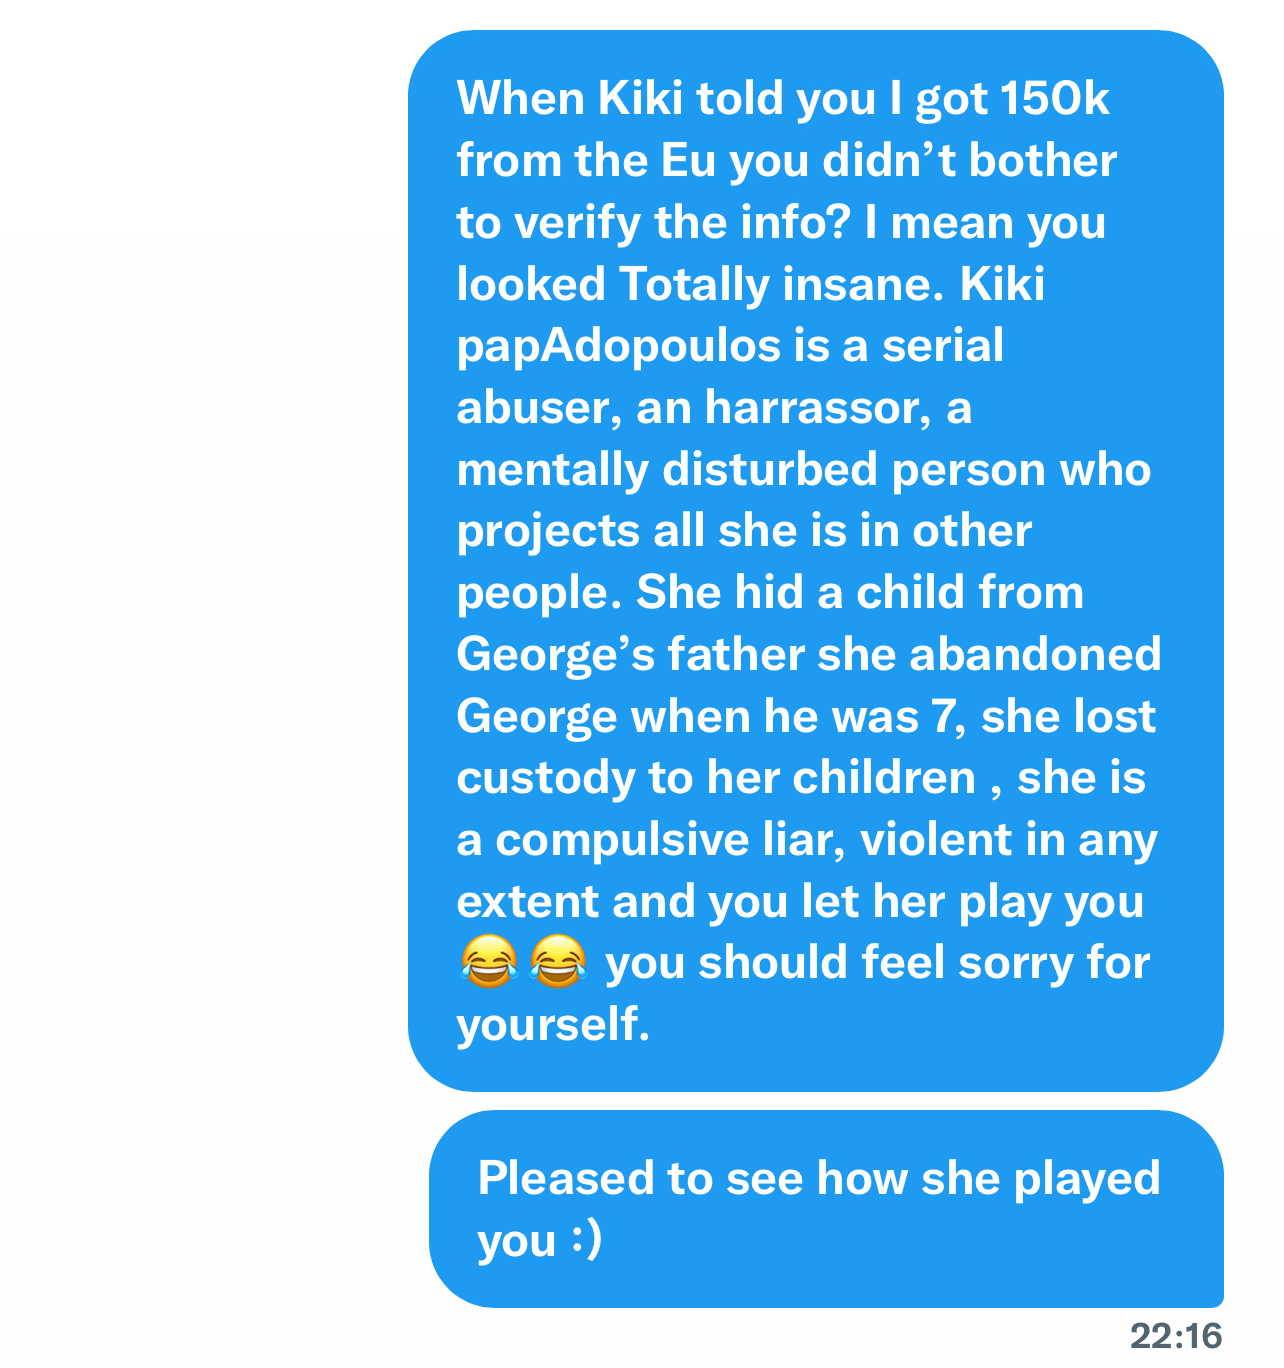 When Kiki told you I got 150k
from the Eu you didn’t bother
to verify the info? I mean you
looked Totally insane. Kiki
papAdopoulos is a serial
abuser, an harrassor, a
mentally disturbed person who
projects all she is in other
people. She hid a child from
George’s father she abandoned
George when he was 7, she lost
custody to her children , she is
a compulsive liar, violent in any
extent and you let her play you
😂😂 you should feel sorry for
yourself.
Pleased to see how she played
you :)
22:16